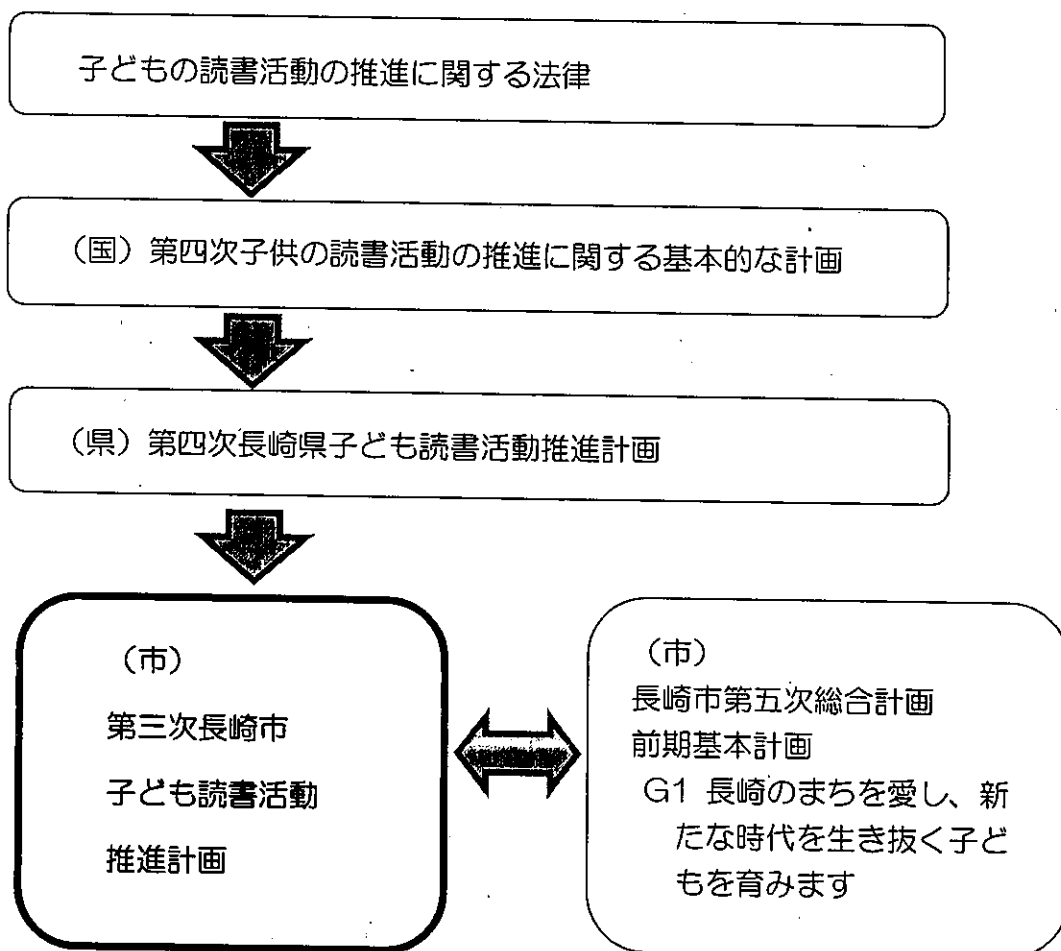 子どもの読書活動の推進に関する法律
（国）第四次子供の読書活動の推進に関する基本的な計画
（県）第四次長崎県子ども読書活動推進計画
（市）
第三次長崎市
子ども読書活動
推進計画
（市）
長崎市第五次総合計画
前期基本計画
G1 長崎のまちを愛し、新
たな時代を生き抜く子ど
もを育みます